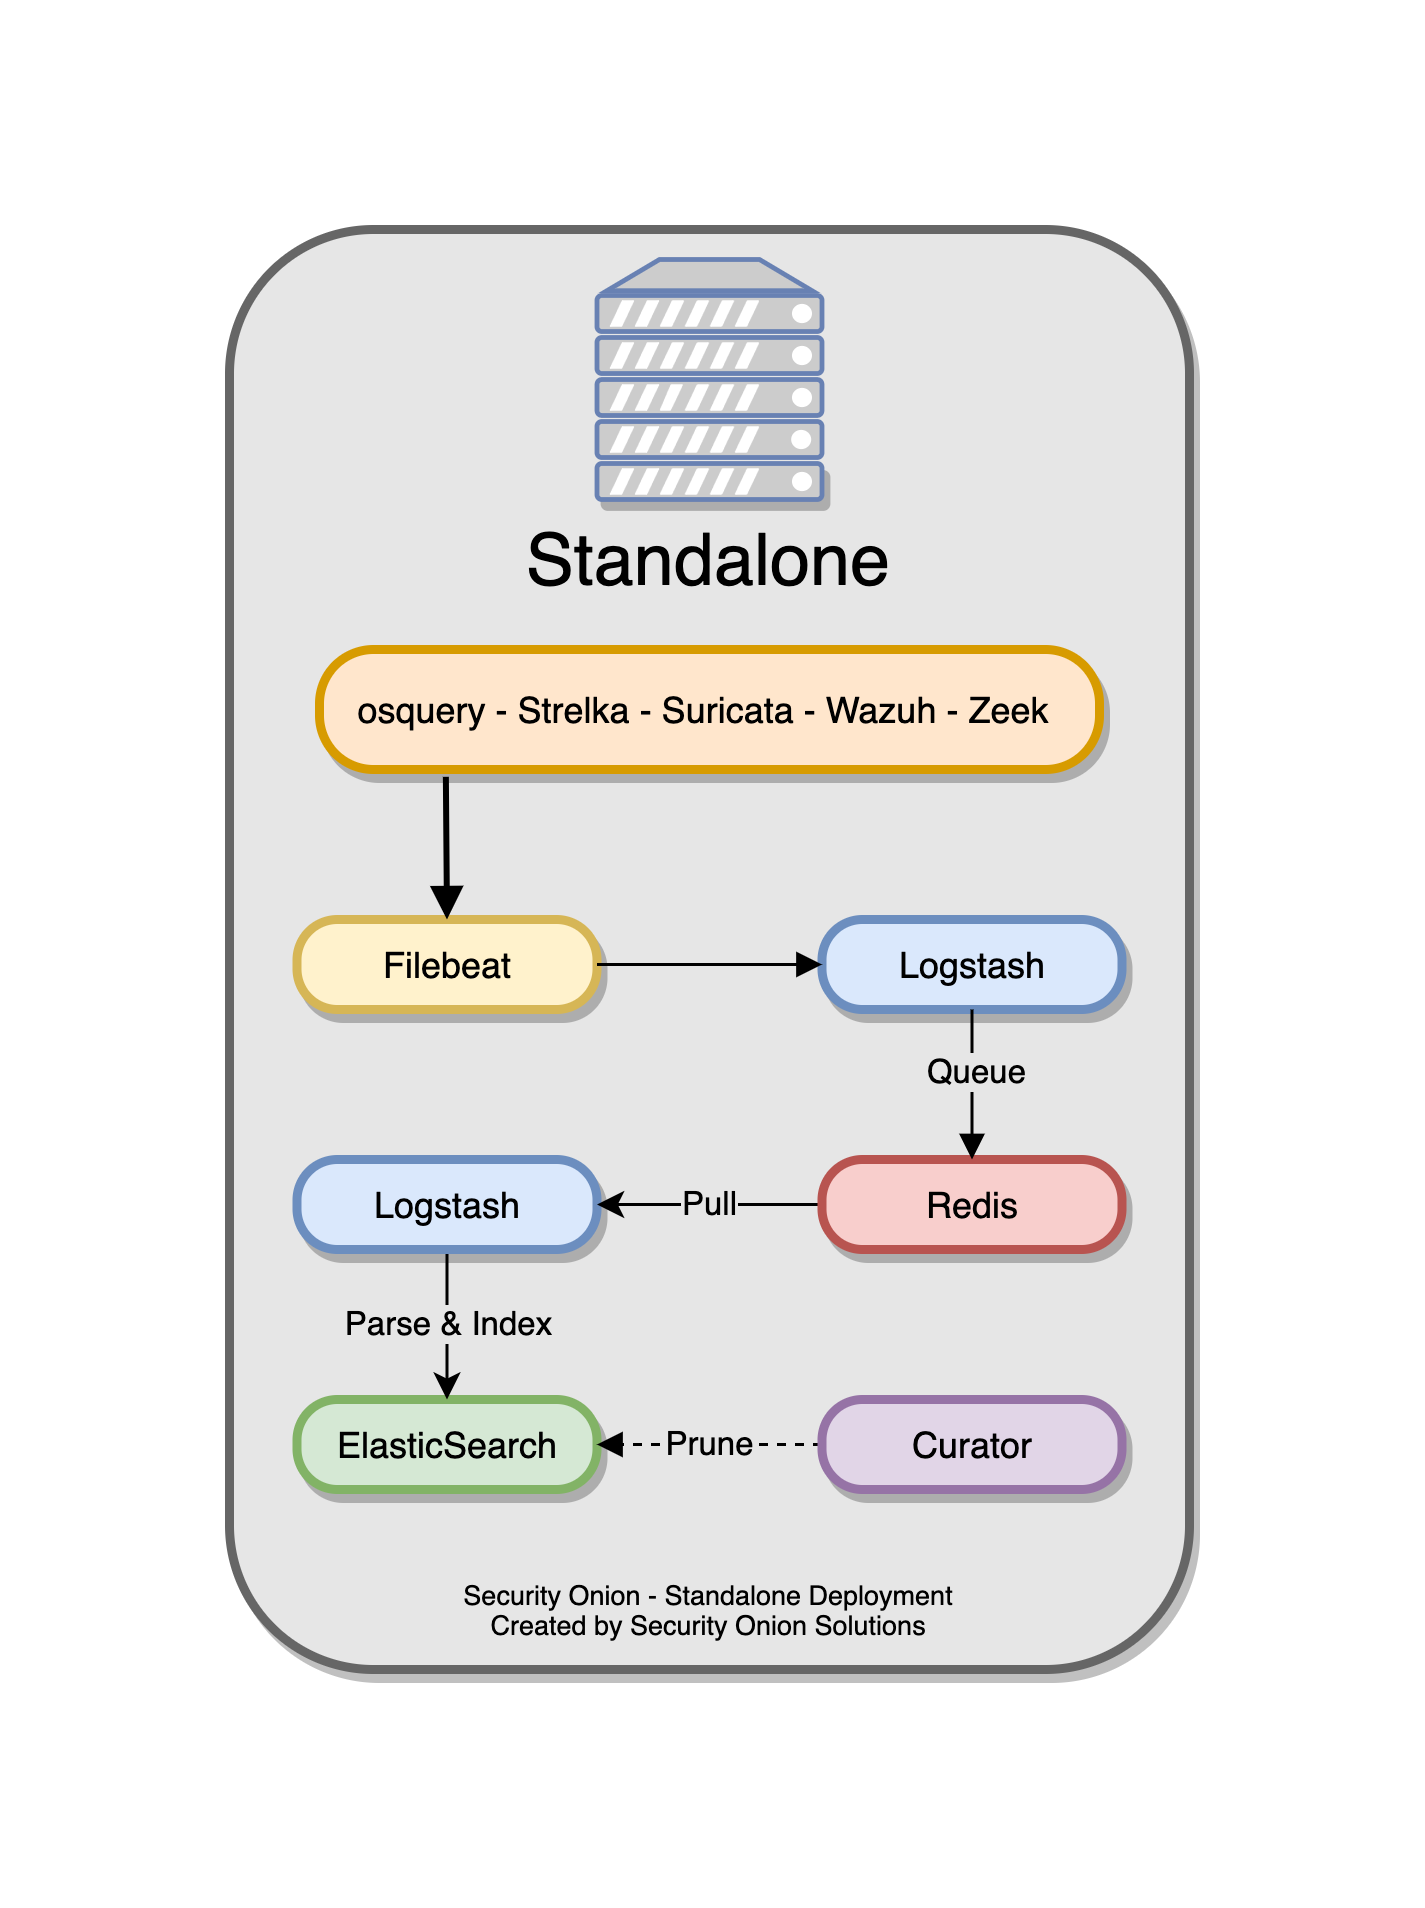 Standalone
osquery - Strelka - Suricata - Wazuh - Zeek
Filebeat
Logstash
Queue
Logstash
Pull
Redis
Parse & Index
ElasticSearch
Prune
Curator
Security Onion - Standalone Deployment
Created by Security Onion Solutions